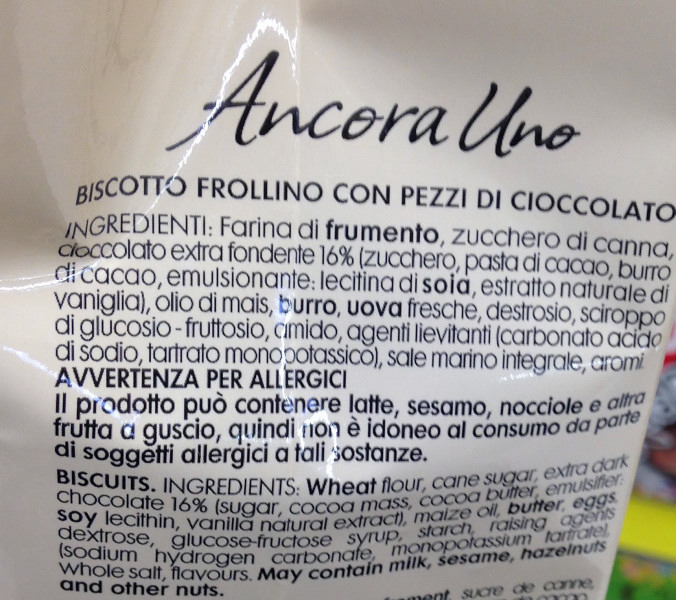 Ancora Uno
BISCOTTO FROLLINO CON PEZZI DI CIOCCOLATO
INGREDIENTI: Farina di frumento, zucchero di canna,
cioccolato extra fondente 16% (zucchero, pasta di cacao, burro
di cacao, emulsionante: lecitina di soia, estratto naturale di
vaniglia), olio di mais, burro, uova fresche, destrosio, sciroppo
di glucosio - fruttosio, amido, agenti lievitanti (carbonato acido
di sodio, tartrato monopotassico), sale marino integrale, aromi.
AVVERTENZA PER ALLERGICI
Il prodotto può contenere latte, sesamo, nocciole e altra
frutta a guscio, quindi non è idoneo al consumo da parte
di soggetti allergici a tali sostanze.
BISCUITS. INGREDIENTS: Wheat flour, cane sugar, extra dark
chocolate 16% (sugar, cocoa mass, cocoa butter, emulsifier:
soy lecithin, vanilla natural extract), maize oil, butter, eggs,
dextrose, glucose-fructose syrup, starch, raising agents
(sodium hydrogen carbonate, monopotassium tartrate),
whole salt, flavours. May contain milk, sesame, hazelnuts
and other nuts.
sucre de canne,